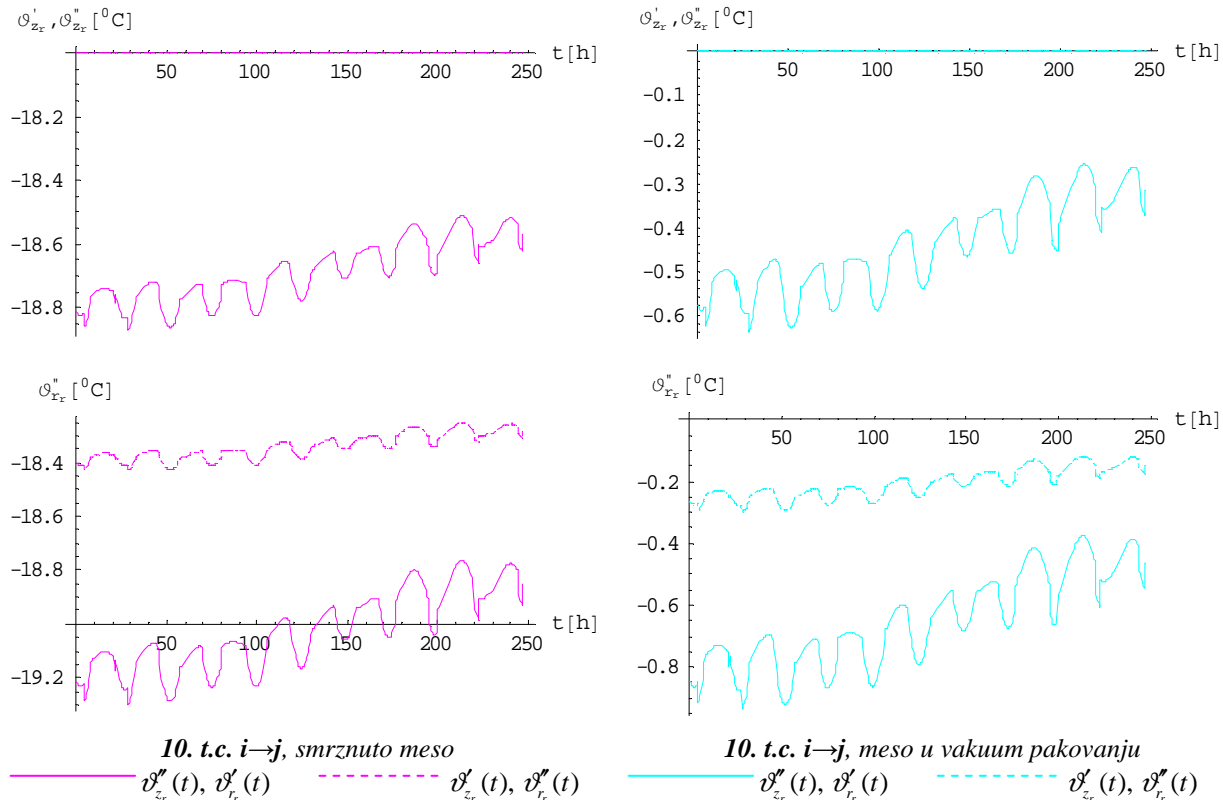 ϑ'zr , ϑ"zr [⁰C]
t[h]
50 100 150 200 250
-18.2
-18.4
-18.6
-18.8
ϑ'zr , ϑ"zr [⁰C]
t[h]
50 100 150 200 250
-0.1
-0.2
-0.3
-0.4
-0.5
-0.6
ϑ"rr [⁰C]
-18.4
-18.6
-18.8
t[h]
50 100 150 200 250
-19.2
ϑ"rr [⁰C]
t[h]
50 100 150 200 250
-0.2
-0.4
-0.6
-0.8
10. t.c. i→j, smrznuto meso
ϑ"zr(t), ϑ'rr(t) ϑ'zr(t), ϑ"rr(t)
10. t.c. i→j, meso u vakuum pakovanju
ϑ"zr(t), ϑ'rr(t) ϑ'zr(t), ϑ"rr(t)